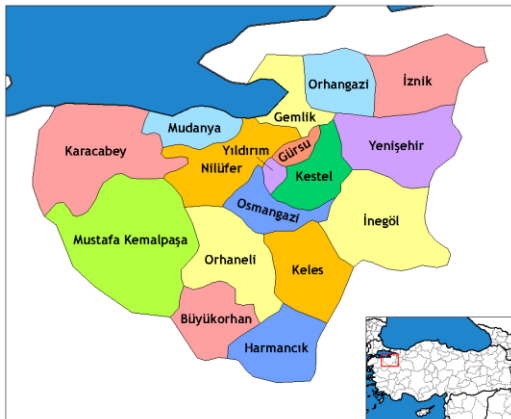 İznik
Orhangazi
Gemlik
Mudanya
Karacabey
Yıldırım
Gürsu
Yenişehir
Nilüfer
Kestel
Osmangazi
İnegöl
Mustafa Kemalpaşa
Orhaneli
Keles
Büyükorhan
Harmancık